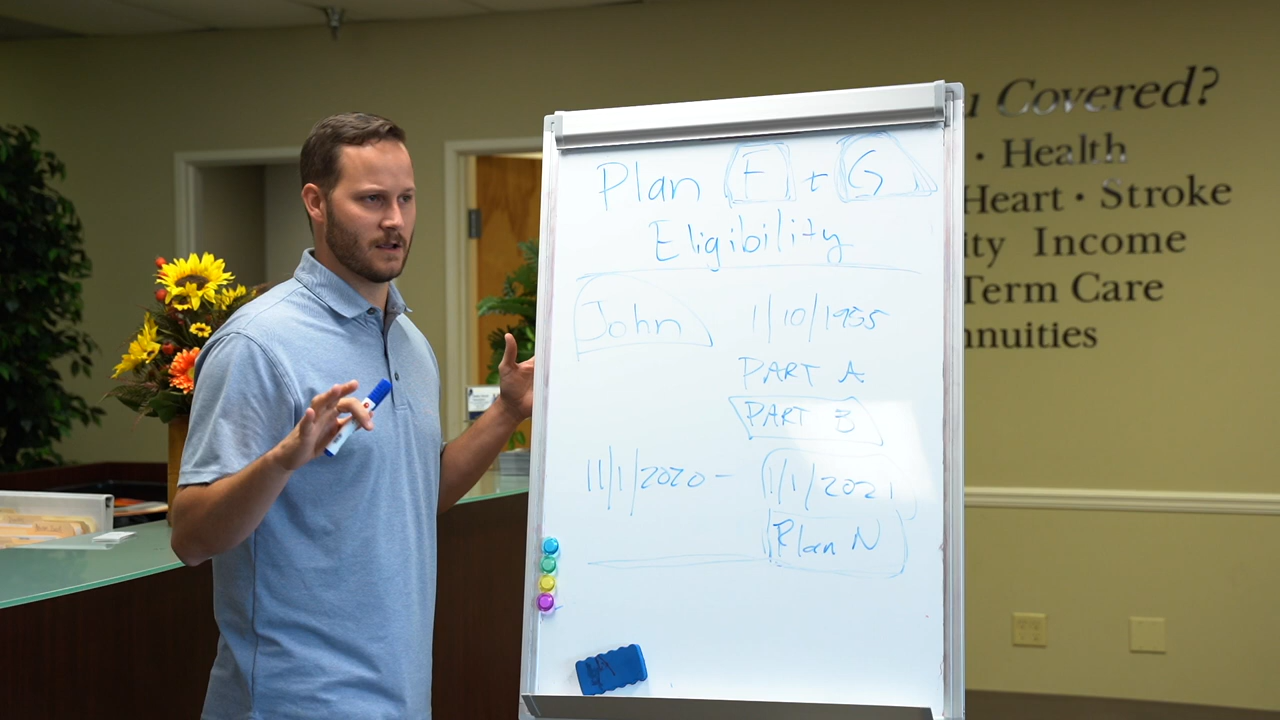 Plan F + G
Eligibility
John 1/10/1955
PART A
PART B
11/1/2020 - 1/1/2021
Plan N
u Covered?
• Health
Heart • Stroke
ity Income
Term Care
nnuities